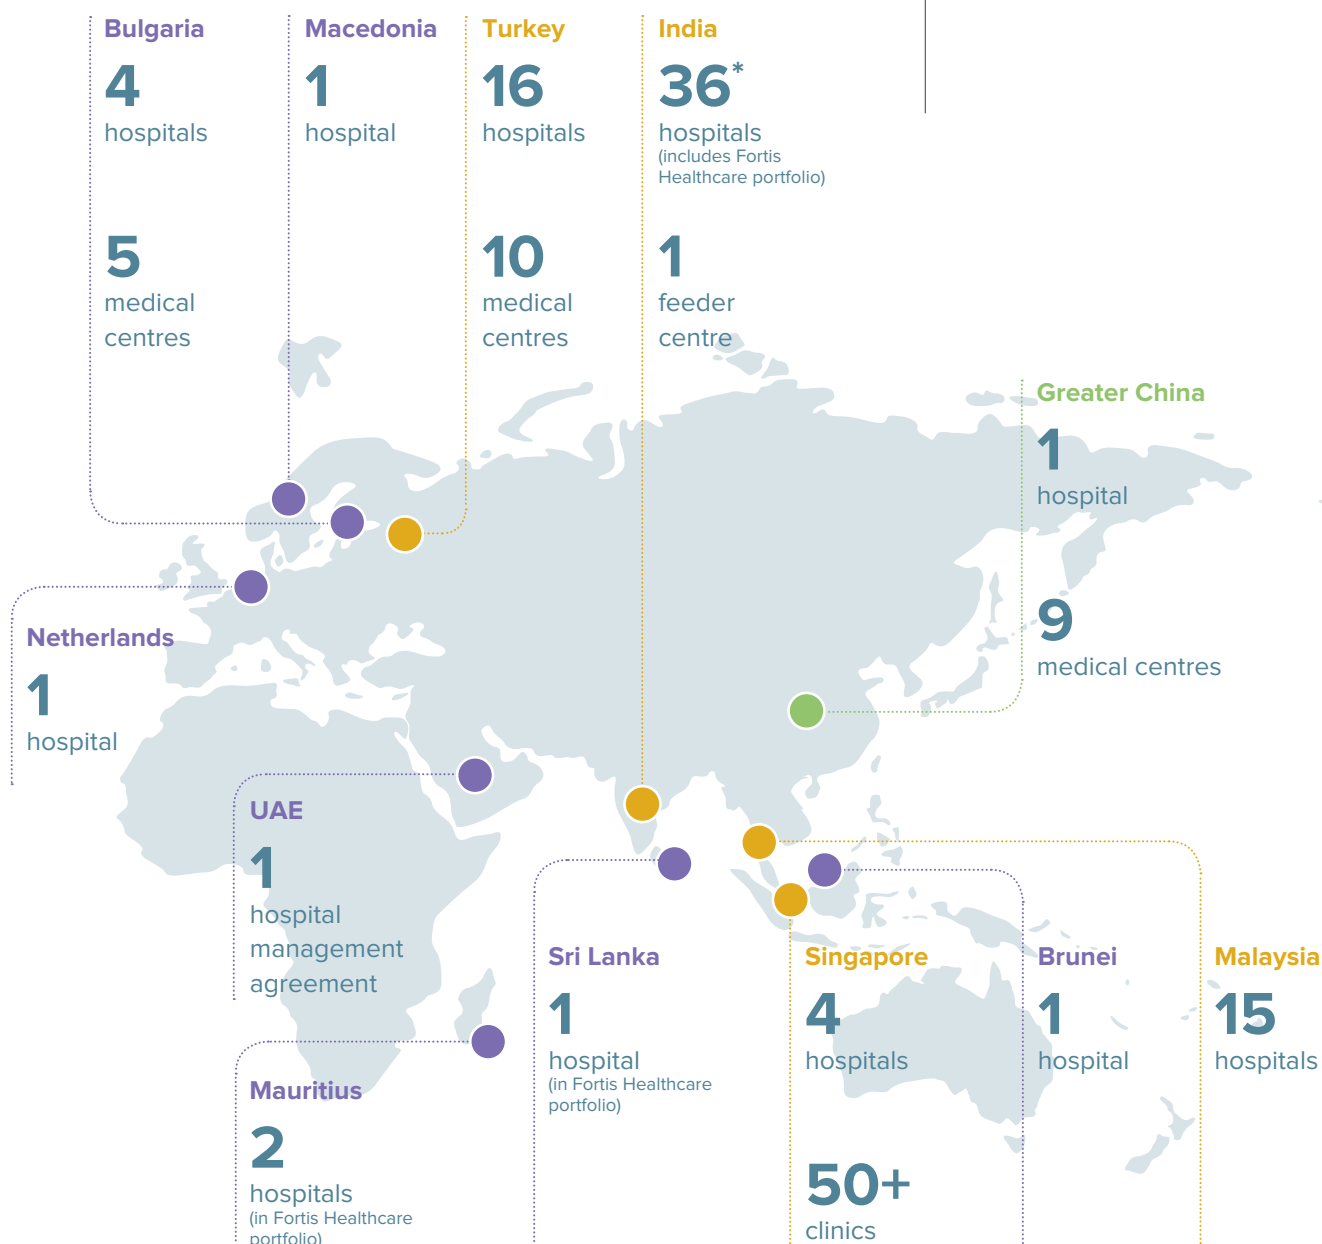 Bulgaria
4
hospitals
5
medical
centres
Macedonia
1
hospital
Turkey
16
hospitals
10
medical
centres
India
36*
hospitals
(includes Fortis
Healthcare portfolio)
1
feeder
centre
Greater China
1
hospital
9
medical centres
Netherlands
1
hospital
UAE
1
hospital
management
agreement
Mauritius
2
hospitals
(in Fortis Healthcare
portfolio)
Sri Lanka
1
hospital
(in Fortis Healthcare
portfolio)
Singapore
4
hospitals
50+
clinics
Brunei
1
hospital
Malaysia
15
hospitals